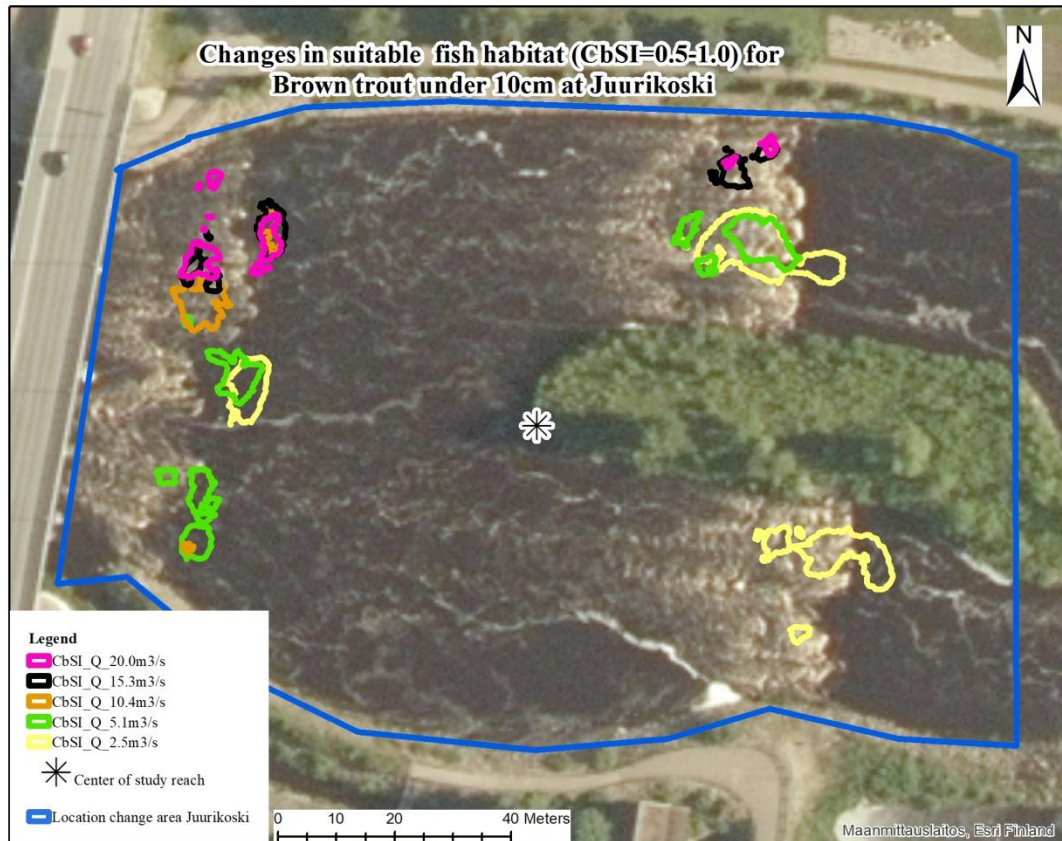 Changes in suitable fish habitat (CbSI=0.5-1.0) for
Brown trout under 10cm at Juurikoski
N
Legend
CbSI_Q_20.0m3/s
CbSI_Q_15.3m3/s
CbSI_Q_10.4m3/s
CbSI_Q_5.1m3/s
CbSI_Q_2.5m3/s
Center of study reach
Location change area Juurikoski
0 10 20 40 Meters
Maanmittauslaitos, Esri Finland